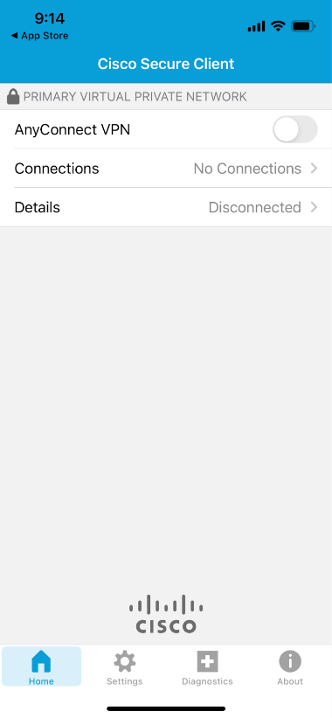 9:14
App Store
Cisco Secure Client
PRIMARY VIRTUAL PRIVATE NETWORK
AnyConnect VPN
Connections No Connections
Details Disconnected
CISCO
Home Settings Diagnostics About